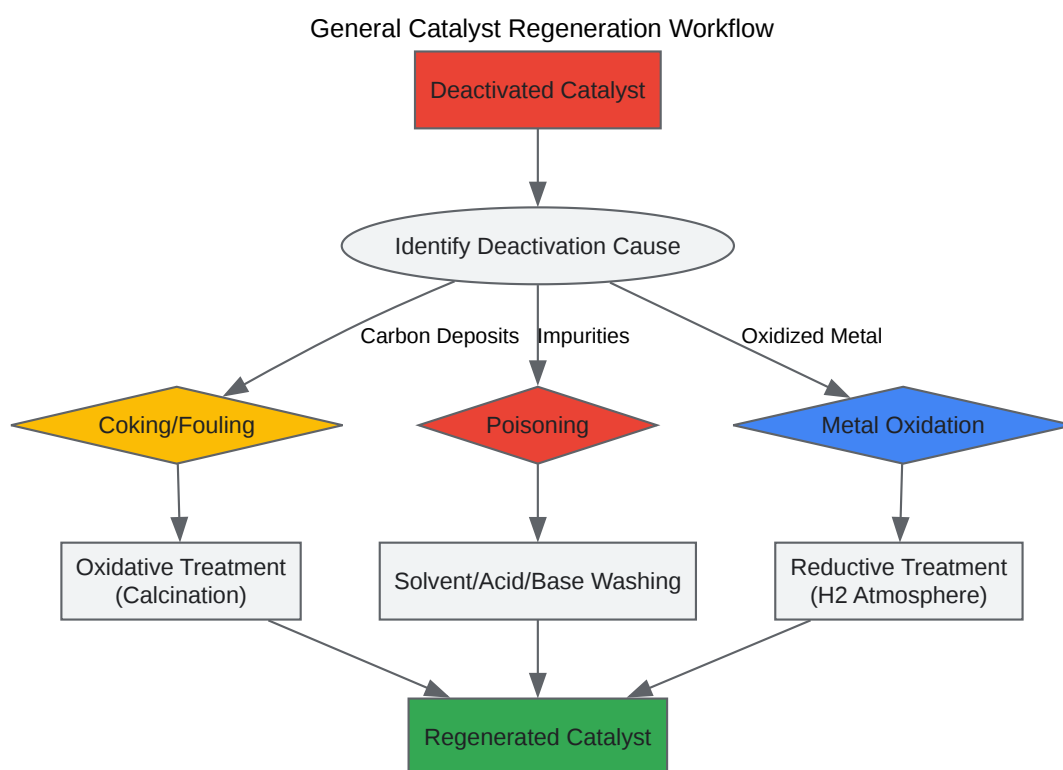 General Catalyst Regeneration Workflow
Deactivated Catalyst
Identify Deactivation Cause
Carbon Deposits
Impurities
Oxidized Metal
Coking/Fouling
Poisoning
Metal Oxidation
Oxidative Treatment
(Calcination)
Solvent/Acid/Base Washing
Reductive Treatment
(H2 Atmosphere)
Regenerated Catalyst